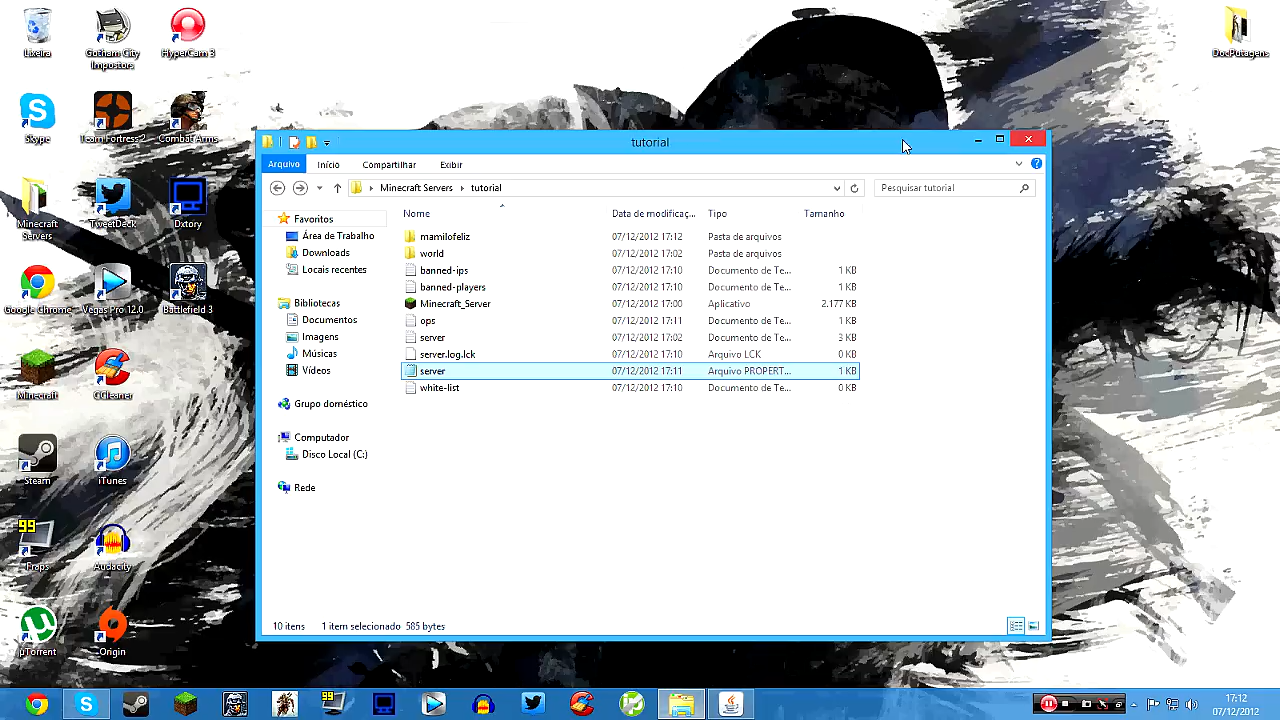 Lixeira
Gotham City
Impostors
HyperCam 3
Skype
Team Fortress 2
Combat Arms
Minecraft
Servers
TweetDeck
Dxtory
Google Chrome
Vegas Pro 12.0
Battlefield 3
Minecraft
CCleaner
Steam
iTunes
99
Fraps
Audacity
µTorrent
Origin
tutorial
Arquivo
Início
Compartilhar
Exibir
Minecraft Servers
tutorial
Pesquisar tutorial
Nome
modificaç...
Tipo
Tamanho
Favoritos
Área de Trabalho
Downloads
Locais recentes
Bibliotecas
Documentos
Imagens
Músicas
Vídeos
Grupo doméstico
Computador
Disco Local (C:)
Rede
mamilofeliz 07/12/2012 17:12 Pasta de arquivos
world 07/12/2012 17:02 Pasta de arquivos
banned-ips 07/12/2012 17:10 Documento de Te... 1 KB
banned-players 07/12/2012 17:10 Documento de Te... 1 KB
Minecraft_Server 07/12/2012 17:00 Aplicativo 2.177 KB
ops 07/12/2012 17:11 Documento de Te... 1 KB
server 07/12/2012 17:11 Documento de Te... 3 KB
server.log.lck 07/12/2012 17:10 Arquivo LCK 0 KB
server 07/12/2012 17:11 Arquivo PROPERT... 1 KB
white-list 07/12/2012 17:10 Documento de Te... 0 KB
10 itens
1 item selecionado 585 bytes
17:12
07/12/2012